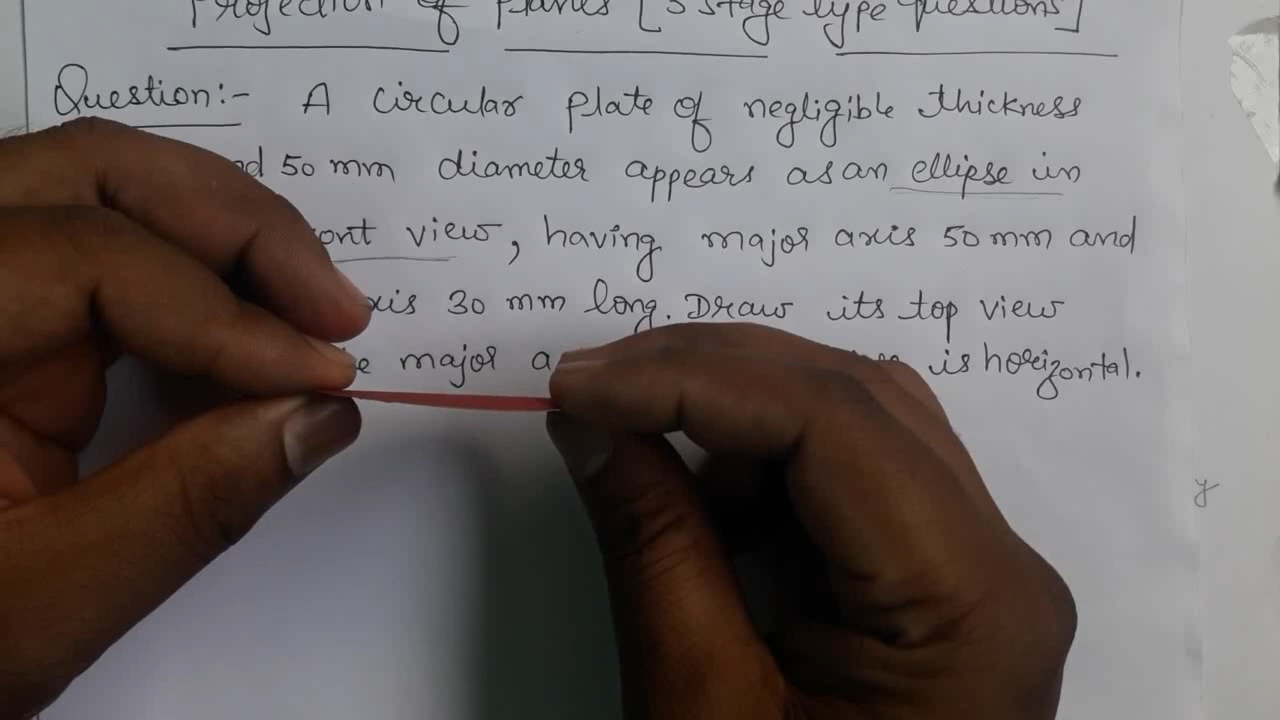 Projection of Planes [3 stage type questions]
Question:- A circular plate of negligible thickness
50 mm diameter appears as an ellipse in
view, having major axis 50 mm and
30 mm long. Draw its top view
major is horizontal.
y